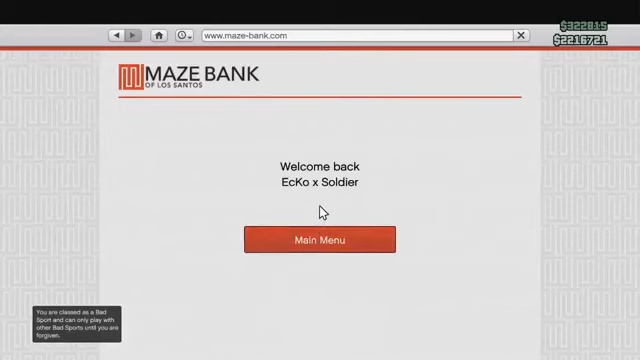 $322815
www.maze-bank.com
$2216721
MAZE BANK
OF LOS SANTOS
Welcome back
EcKo x Soldier
Main Menu
You are classed as a Bad
Sport and can only play with
other Bad Sports until you are
forgiven.